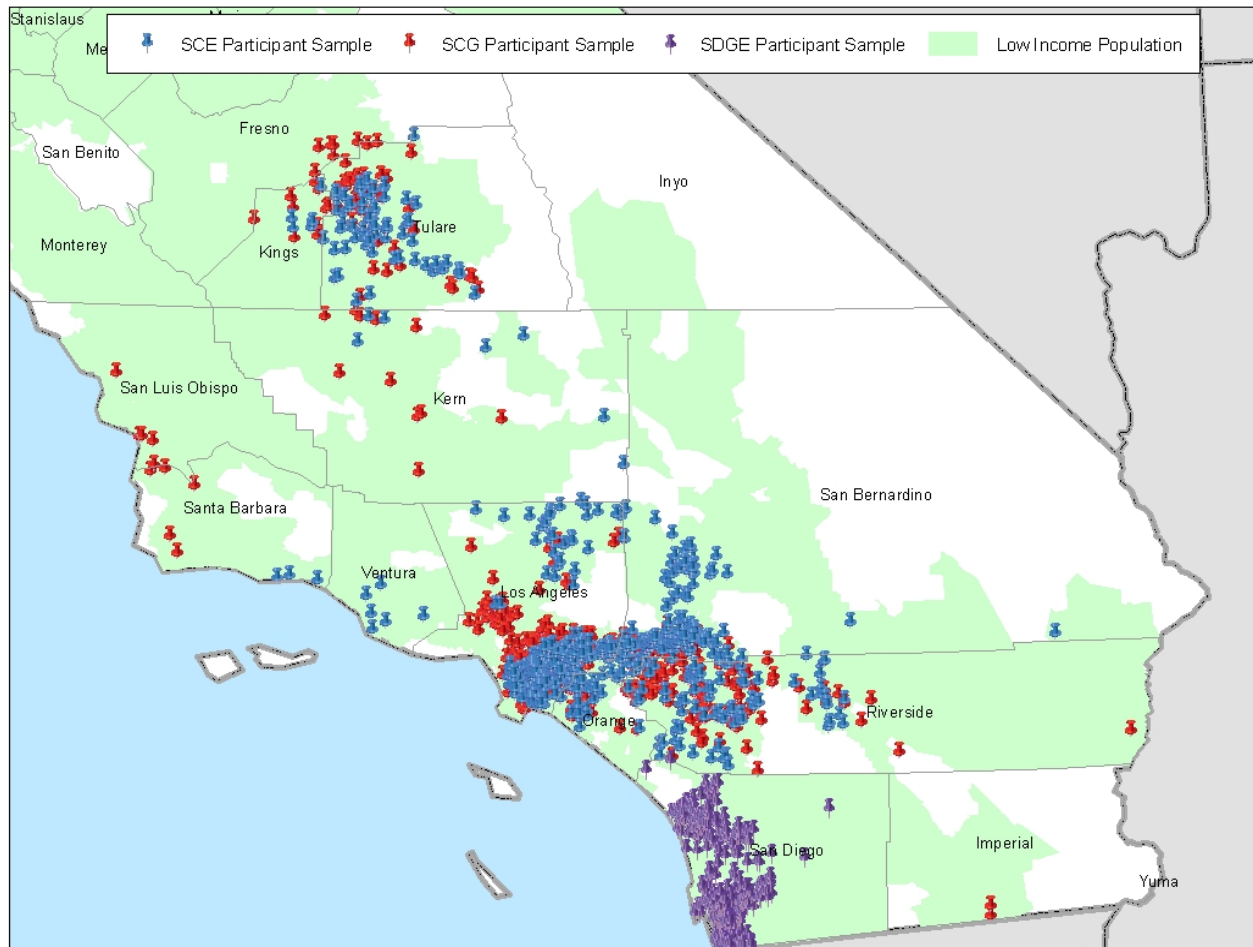 Stanislaus
SCE Participant Sample
SCG Participant Sample
SDGE Participant Sample
Low Income Population
Fresno
San Benito
Inyo
Tulare
Monterey
Kings
San Luis Obispo
Kern
San Bernardino
Santa Barbara
Ventura
Los Angeles
Orange
Riverside
San Diego
Imperial
Yuma